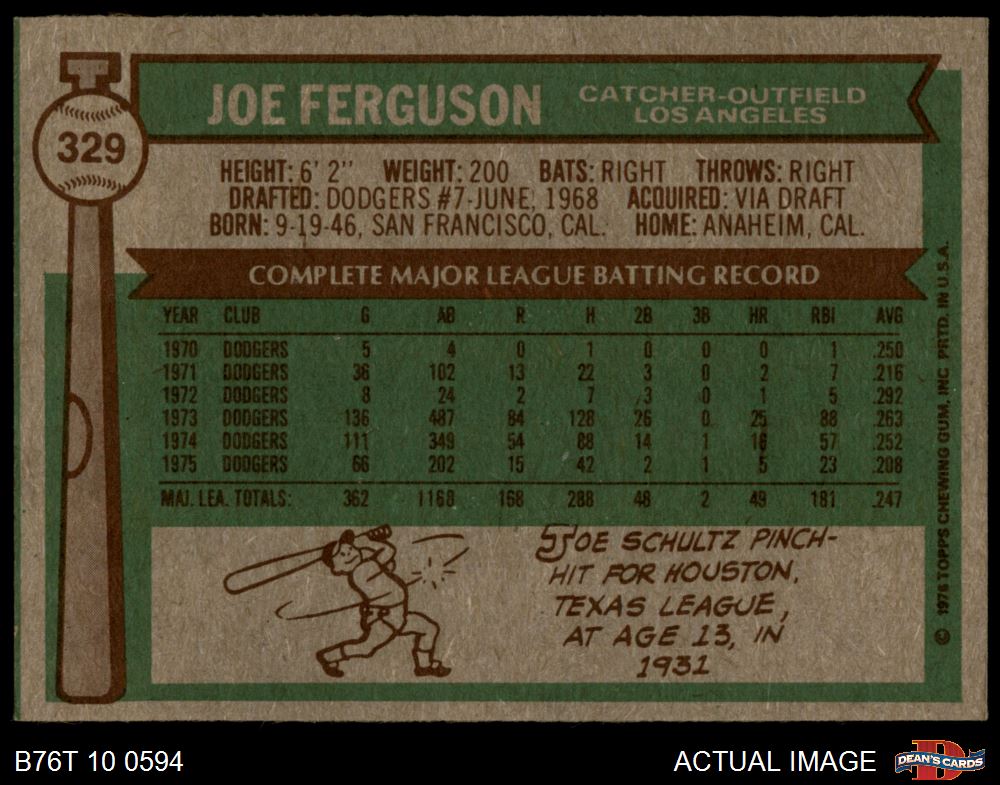 T
329
JOE FERGUSON
CATCHER-OUTFIELD
LOS ANGELES
HEIGHT: 6' 2" WEIGHT: 200 BATS: RIGHT THROWS: RIGHT
DRAFTED: DODGERS #7-JUNE, 1968 ACQUIRED: VIA DRAFT
BORN: 9-19-46, SAN FRANCISCO, CAL. HOME: ANAHEIM, CAL.
COMPLETE MAJOR LEAGUE BATTING RECORD
YEAR CLUB G AB R H 2B 3B HR RBI AVG
1970 DODGERS 5 4 0 1 0 0 0 1 .250
1971 DODGERS 36 102 13 22 3 0 2 7 .216
1972 DODGERS 8 24 2 7 3 0 1 5 .292
1973 DODGERS 136 487 84 128 26 0 25 88 .263
1974 DODGERS 111 349 54 88 14 1 16 57 .252
1975 DODGERS 66 202 15 42 2 1 5 23 .208
MAJ. LEA. TOTALS: 362 1168 168 288 48 2 49 181 .247
JOE SCHULTZ PINCH-
HIT FOR HOUSTON,
TEXAS LEAGUE,
AT AGE 13, IN
1931
© 1976 TOPPS CHEWING GUM, INC PRTD. IN U.S.A.
B76T 10 0594
ACTUAL IMAGE
D
DEAN'S CARDS